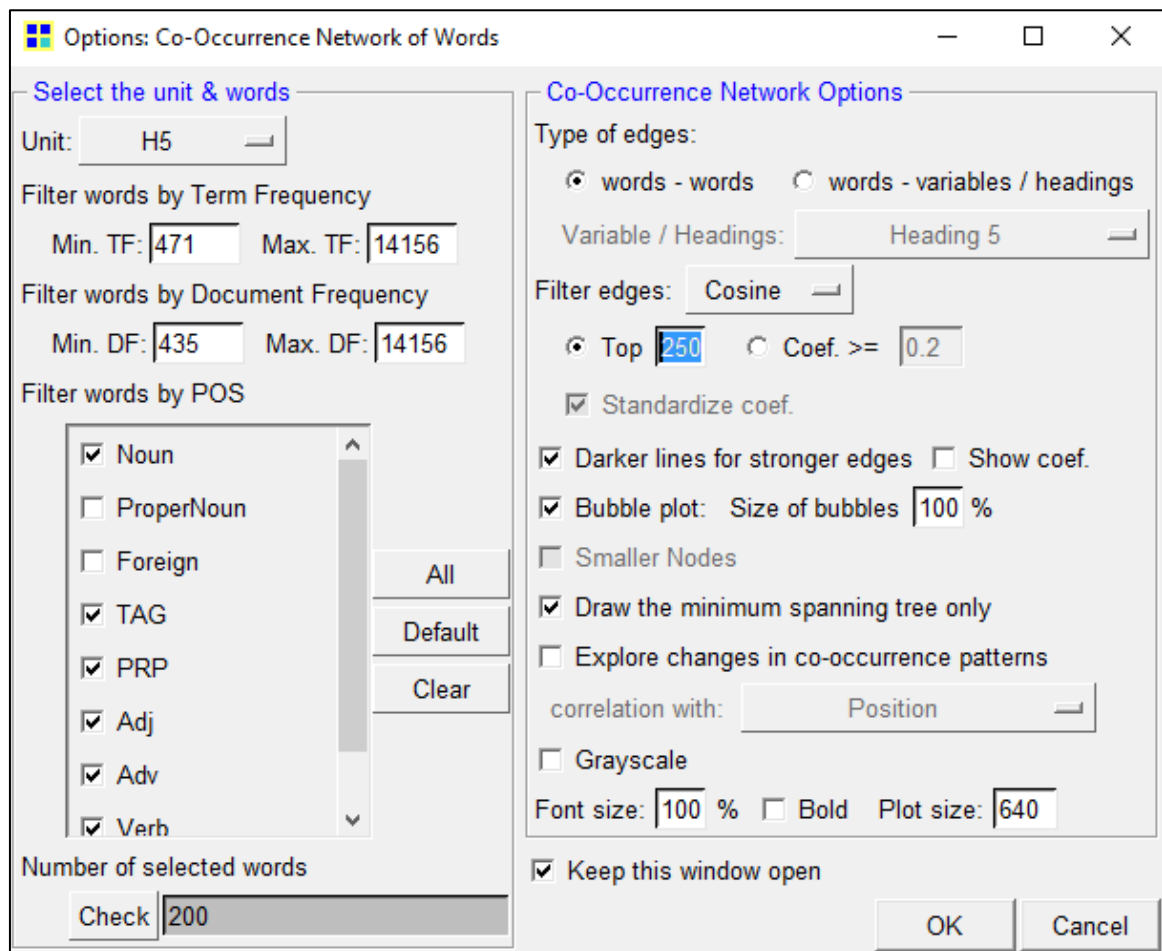 Options: Co-Occurrence Network of Words
Select the unit & words
Unit: H5
Filter words by Term Frequency
Min. TF: 471 Max. TF: 14156
Filter words by Document Frequency
Min. DF: 435 Max. DF: 14156
Filter words by POS
Noun
ProperNoun
Foreign
TAG
PRP
Adj
Adv
Verb
All
Default
Clear
Number of selected words
Check 200
Co-Occurrence Network Options
Type of edges:
words - words words - variables / headings
Variable / Headings: Heading 5
Filter edges: Cosine
Top 250 Coef. >= 0.2
Standardize coef.
Darker lines for stronger edges Show coef.
Bubble plot: Size of bubbles 100 %
Smaller Nodes
Draw the minimum spanning tree only
Explore changes in co-occurrence patterns
correlation with: Position
Grayscale
Font size: 100 % Bold Plot size: 640
Keep this window open
OK Cancel